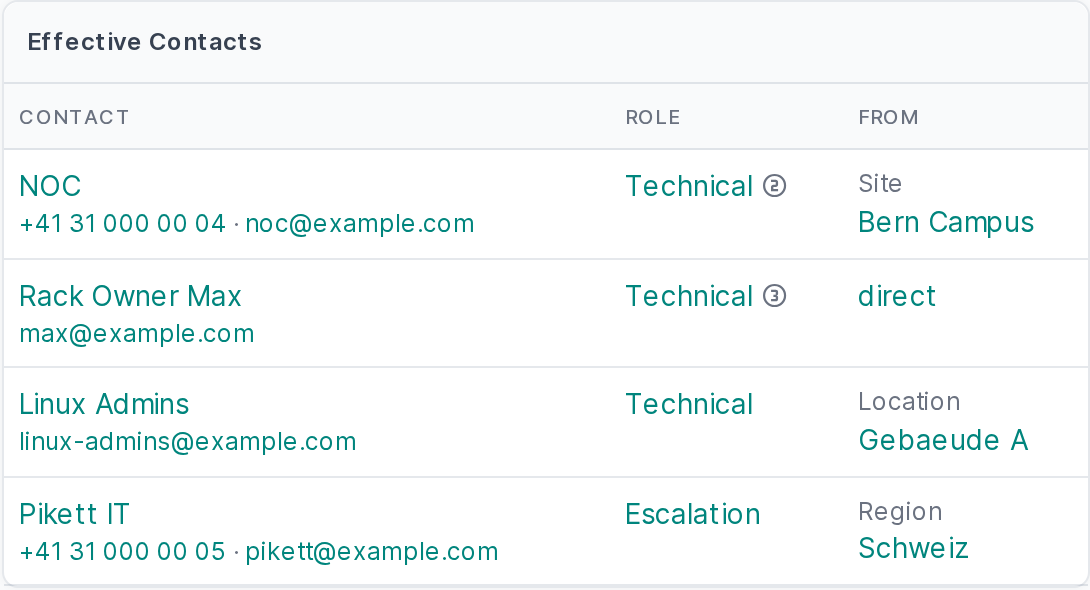 Effective Contacts
CONTACT ROLE FROM
NOC Technical ② Site
+41 31 000 00 04 · noc@example.com Bern Campus
Rack Owner Max Technical ③ direct
max@example.com
Linux Admins Technical Location
linux-admins@example.com Gebaeude A
Pikett IT Escalation Region
+41 31 000 00 05 · pikett@example.com Schweiz